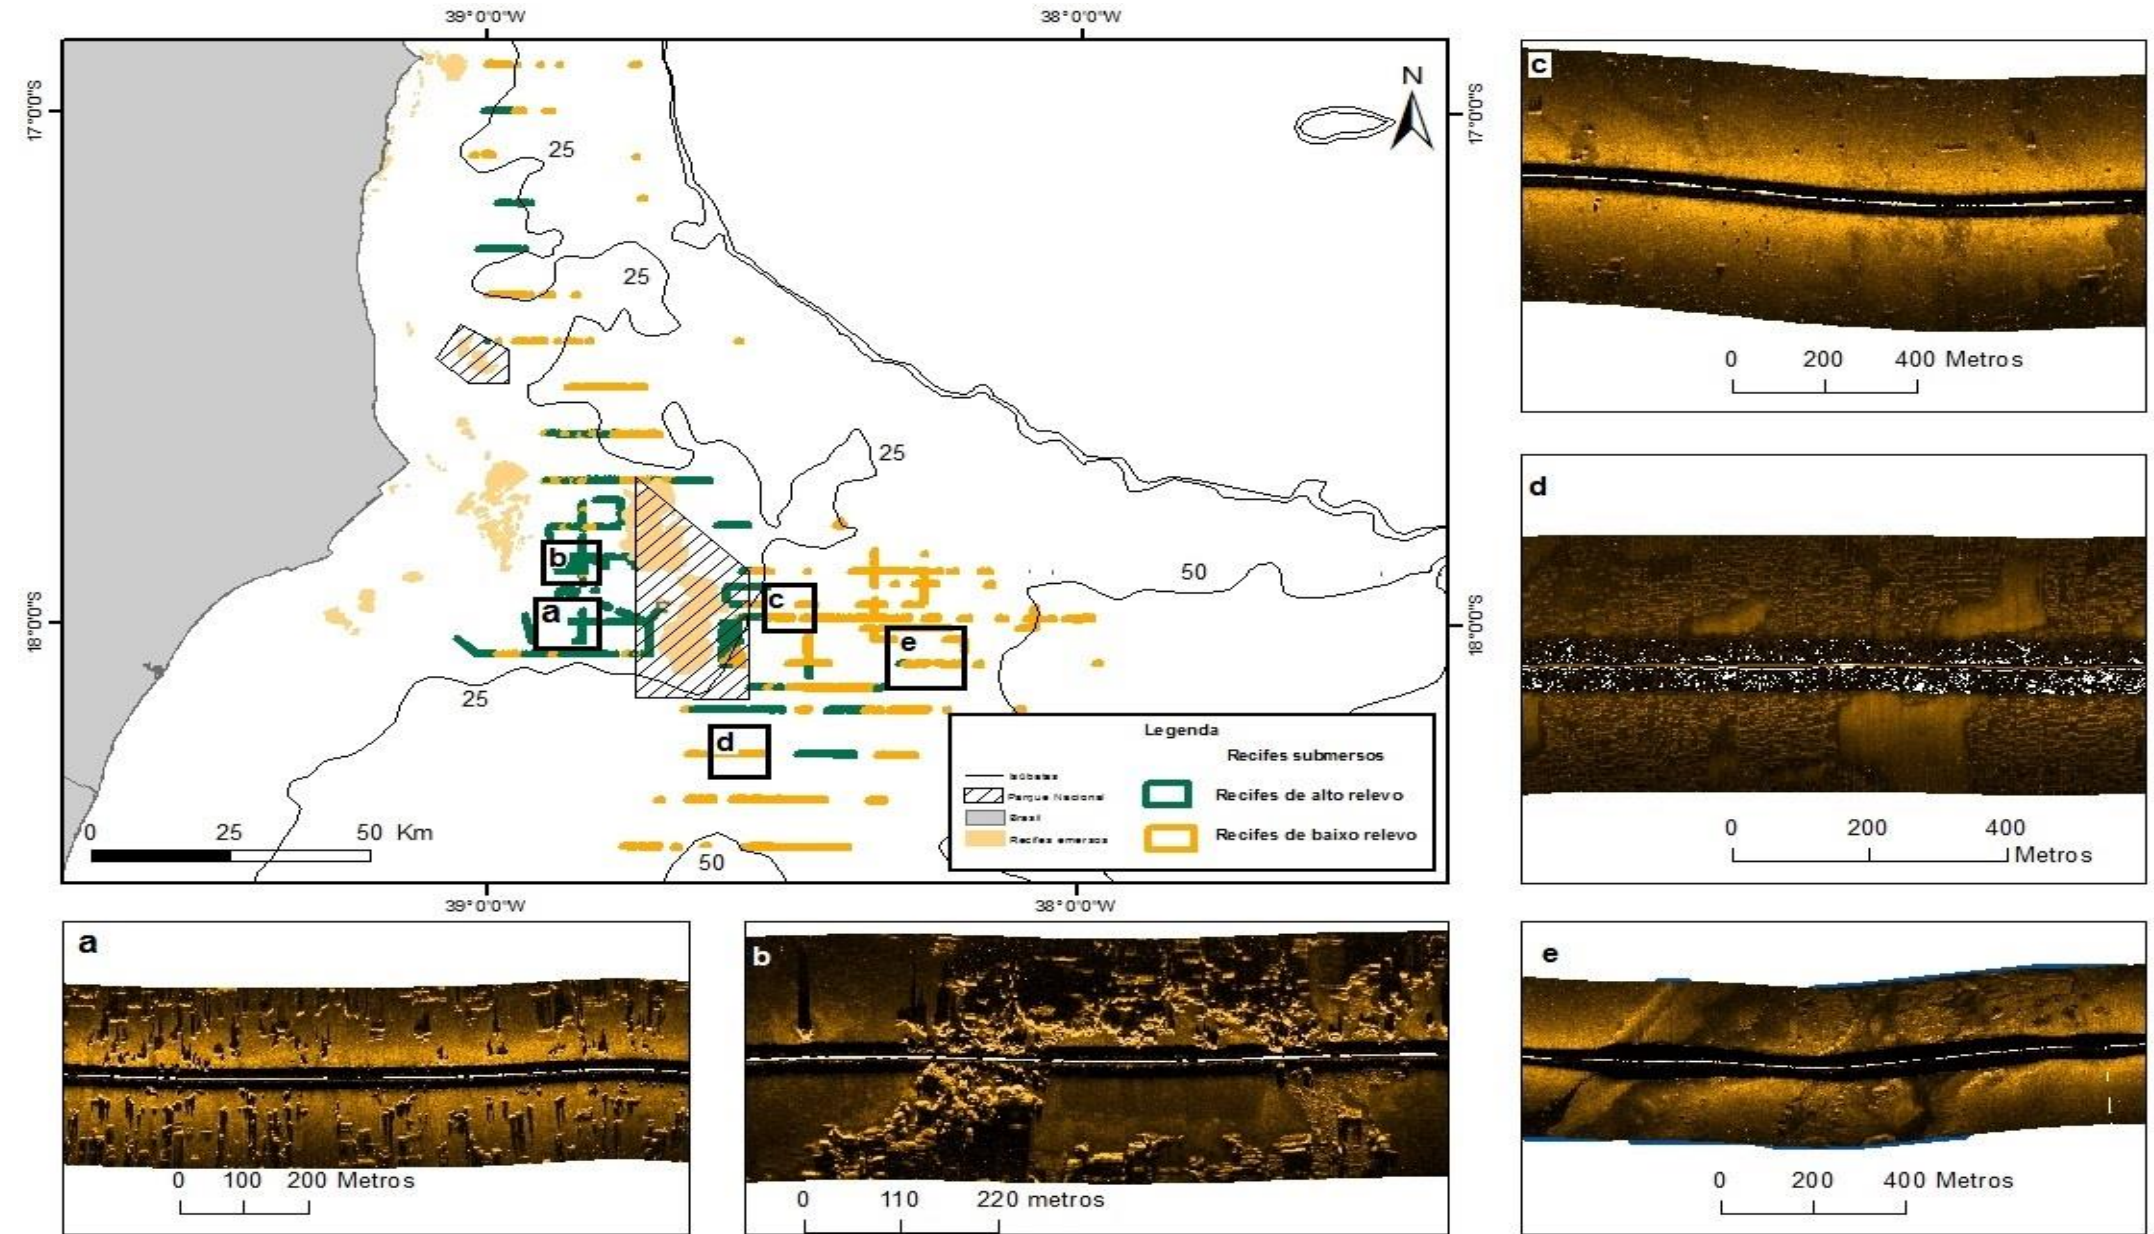 39°0'0"W
38°0'0"W
17°0'0"S
17°0'0"S
N
25
25
25
50
b
a
c
e
18°0'0"S
18°0'0"S
25
d
50
Legenda
Recifes submersos
Isóbatas
Parque Nacional
Brasil
Recifes emersos
Recifes de alto relevo
Recifes de baixo relevo
0 25 50 Km
39°0'0"W
38°0'0"W
c
0 200 400 Metros
d
0 200 400
Metros
a
0 100 200 Metros
b
0 110 220 metros
e
0 200 400 Metros